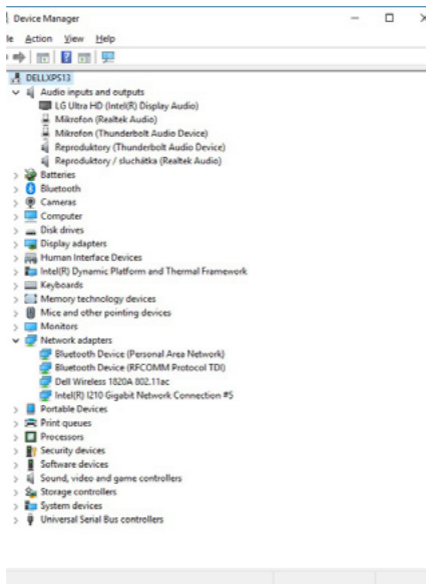 Device Manager
Action View Help
DELLXPS13
Audio inputs and outputs
LG Ultra HD (Intel(R) Display Audio)
Mikrofon (Realtek Audio)
Mikrofon (Thunderbolt Audio Device)
Reproduktory (Thunderbolt Audio Device)
Reproduktory / sluchátka (Realtek Audio)
Batteries
Bluetooth
Cameras
Computer
Disk drives
Display adapters
Human Interface Devices
Intel(R) Dynamic Platform and Thermal Framework
Keyboards
Memory technology devices
Mice and other pointing devices
Monitors
Network adapters
Bluetooth Device (Personal Area Network)
Bluetooth Device (RFCOMM Protocol TDI)
Dell Wireless 1820A 802.11ac
Intel(R) I210 Gigabit Network Connection #5
Portable Devices
Print queues
Processors
Security devices
Software devices
Sound, video and game controllers
Storage controllers
System devices
Universal Serial Bus controllers